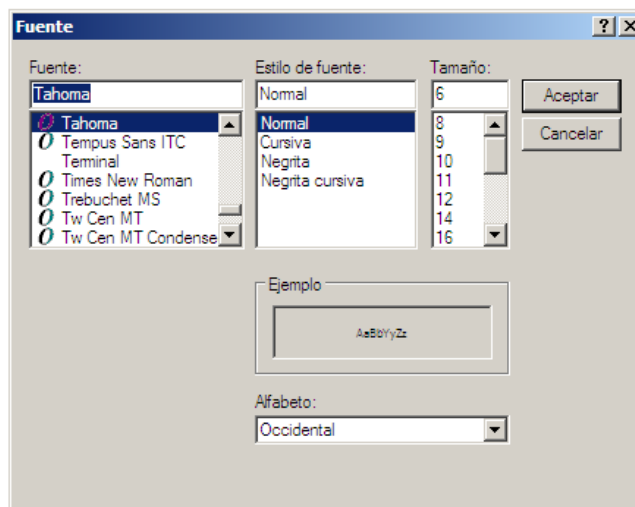 Fuente
Fuente:
Tahoma
Tahoma
Tempus Sans ITC
Terminal
Times New Roman
Trebuchet MS
Tw Cen MT
Tw Cen MT Condense
Estilo de fuente:
Normal
Normal
Cursiva
Negrita
Negrita cursiva
Tamaño:
6
8
9
10
11
12
14
16
Aceptar
Cancelar
Ejemplo
AaBbYyZz
Alfabeto:
Occidental